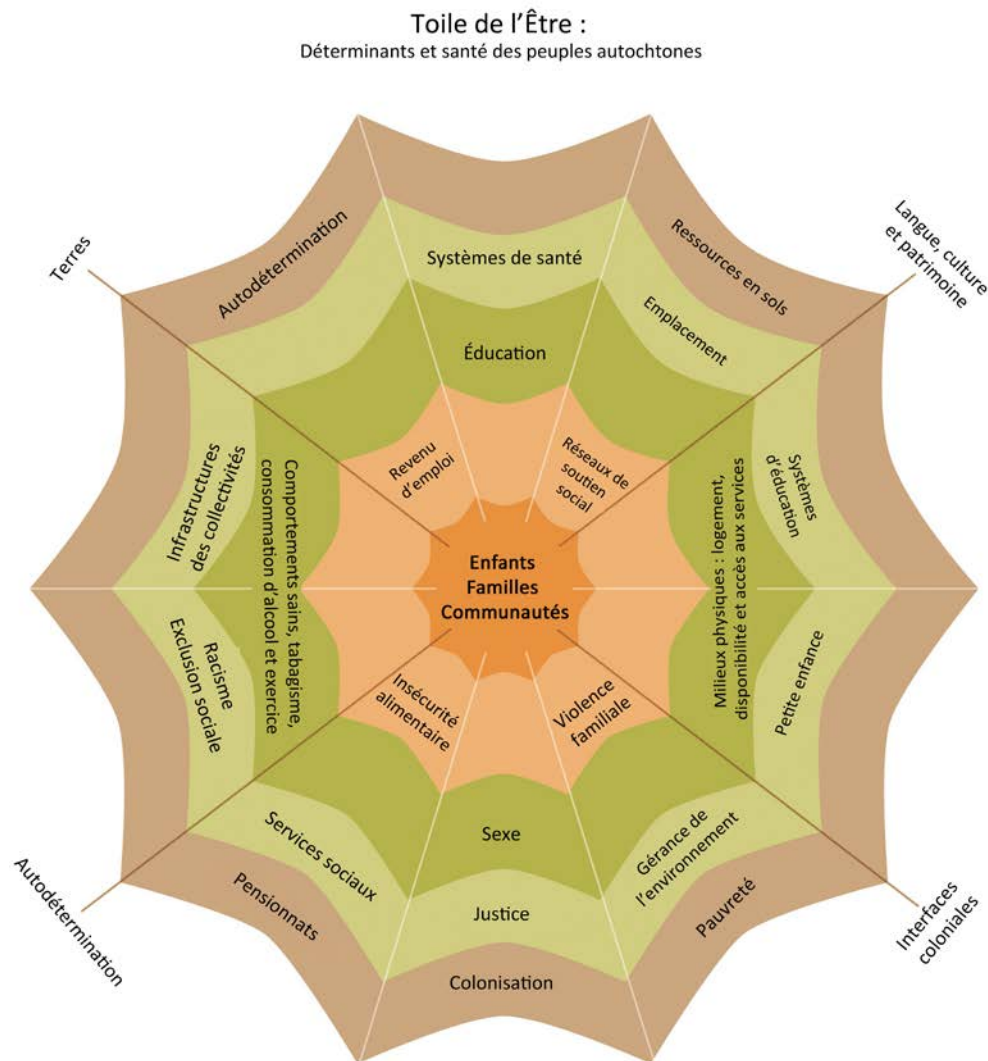 Toile de l'Être :
Déterminants et santé des peuples autochtones
Terres
Langue, culture
et patrimoine
Autodétermination
Ressources en sols
Systèmes de santé
Emplacement
Éducation
Infrastructures
des collectivités
Comportements sains, tabagisme,
consommation d'alcool et exercice
Revenu
d'emploi
Réseaux de
soutien
social
Milieux physiques : logement,
disponibilité et accès aux services
Systèmes
d'éducation
Enfants
Familles
Communautés
Racisme
Exclusion sociale
Insécurité
alimentaire
Violence
familiale
Petite enfance
Services sociaux
Sexe
Gérance de
l'environnement
Pensionnats
Justice
Pauvreté
Colonisation
Autodétermination
Interfaces
coloniales